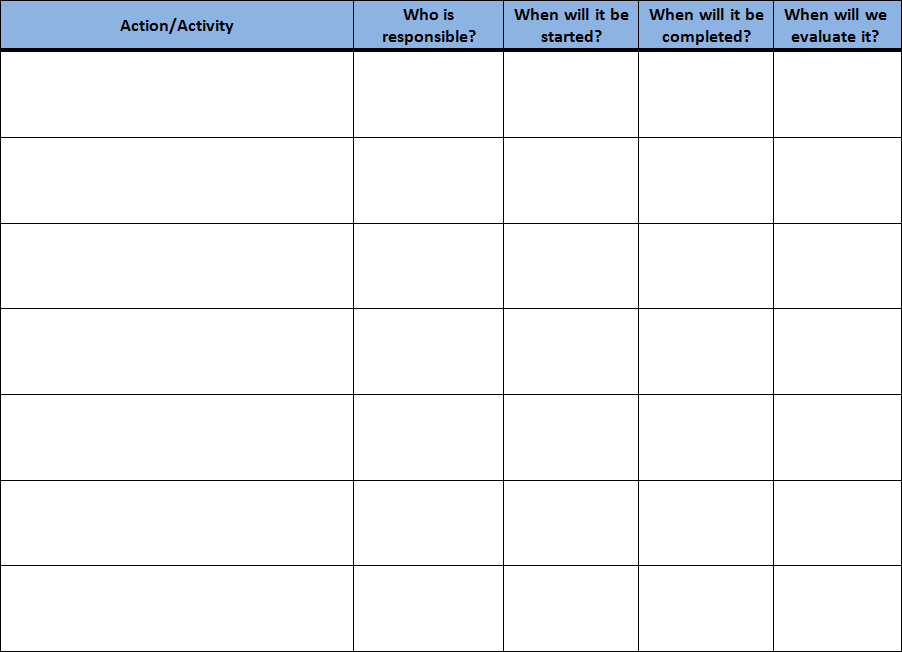 Action/Activity
Who is
responsible?
When will it be
started?
When will it be
completed?
When will we
evaluate it?